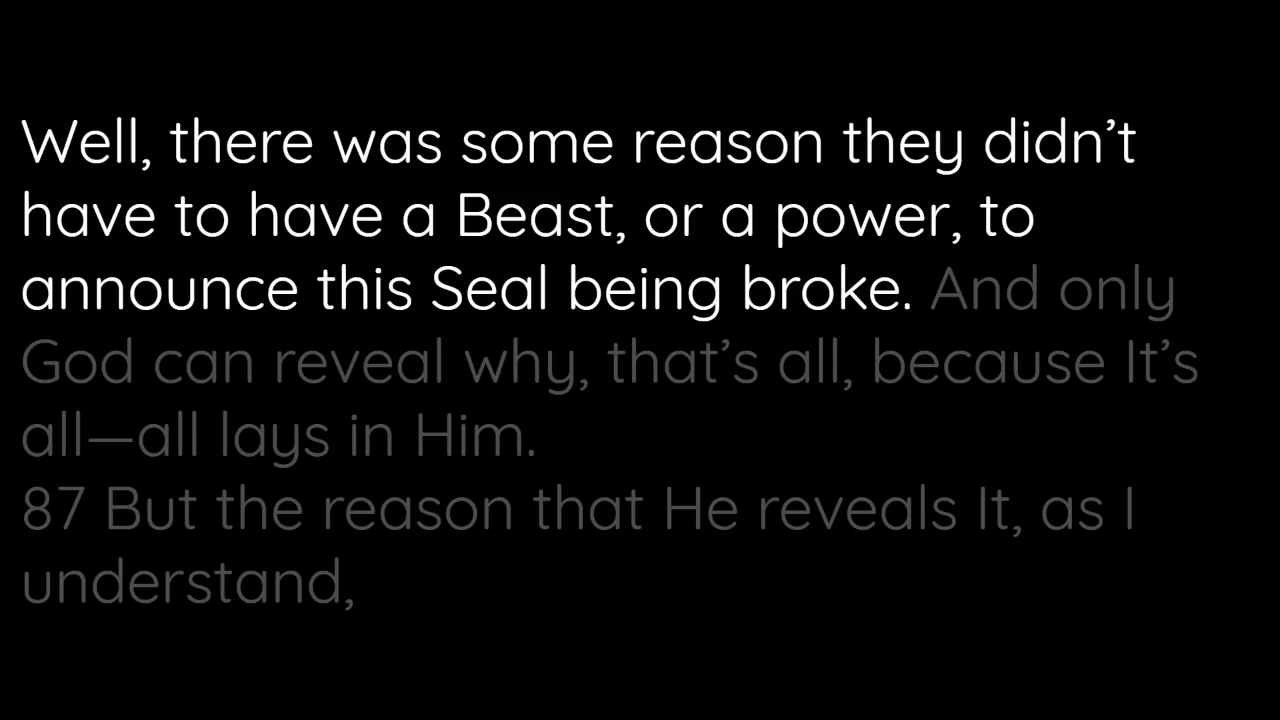 Well, there was some reason they didn’t
have to have a Beast, or a power, to
announce this Seal being broke. And only
God can reveal why, that’s all, because It’s
all—all lays in Him.
87 But the reason that He reveals It, as I
understand,